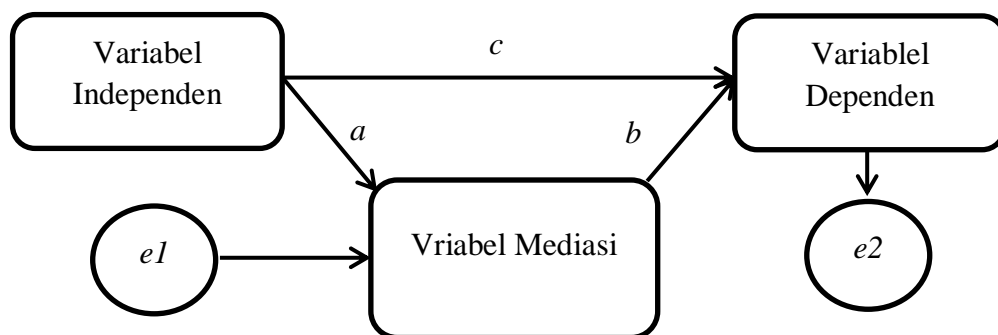 Variabel
Independen
c
Variablel
Dependen
a
b
e1
Vriabel Mediasi
e2